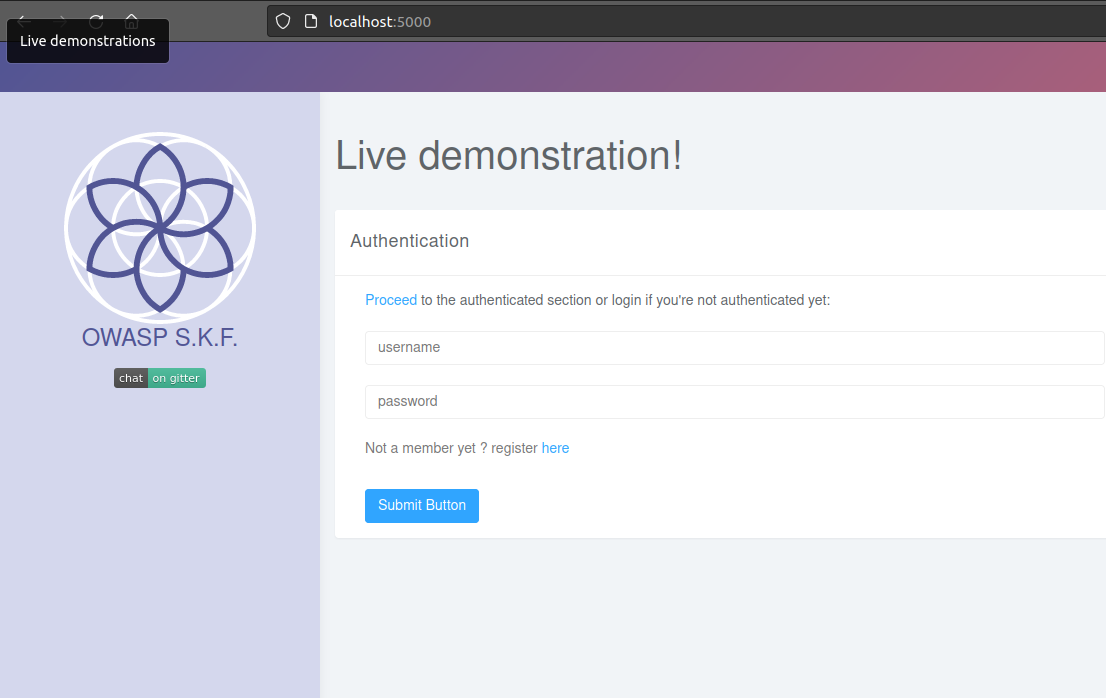 localhost:5000
Live demonstrations
OWASP S.K.F.
chat on gitter
Live demonstration!
Authentication
Proceed to the authenticated section or login if you're not authenticated yet:
username
password
Not a member yet ? register here
Submit Button